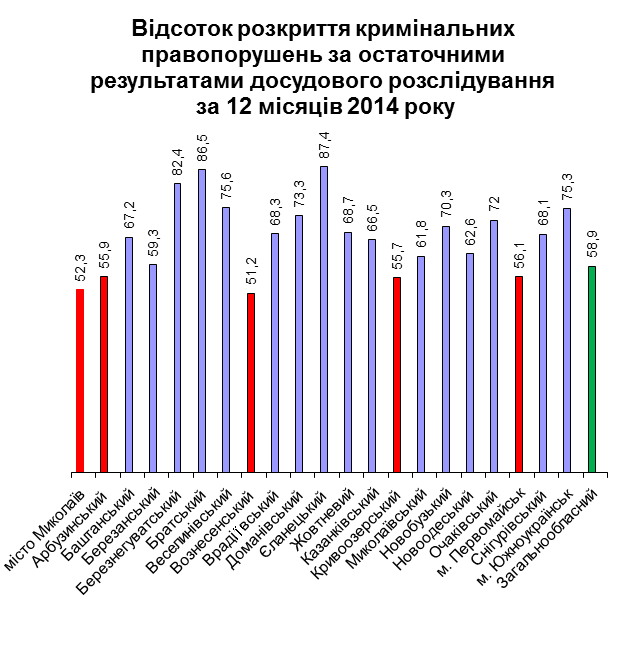 Відсоток розкриття кримінальних
правопорушень за остаточними
результатами досудового розслідування
за 12 місяців 2014 року
52,3
55,9
67,2
59,3
82,4
86,5
75,6
51,2
68,3
73,3
87,4
68,7
66,5
55,7
61,8
70,3
62,6
72
56,1
68,1
75,3
58,9
місто Миколаїв
Арбузинський
Баштанський
Березанський
Березнегуватський
Братський
Веселинівський
Вознесенський
Врадіївський
Доманівський
Єланецький
Жовтневий
Казанківський
Кривоозерський
Миколаївський
Новобузький
Новоодеський
Очаківський
м. Первомайськ
Снігурівський
м. Южноукраїнськ
Загальнообласний